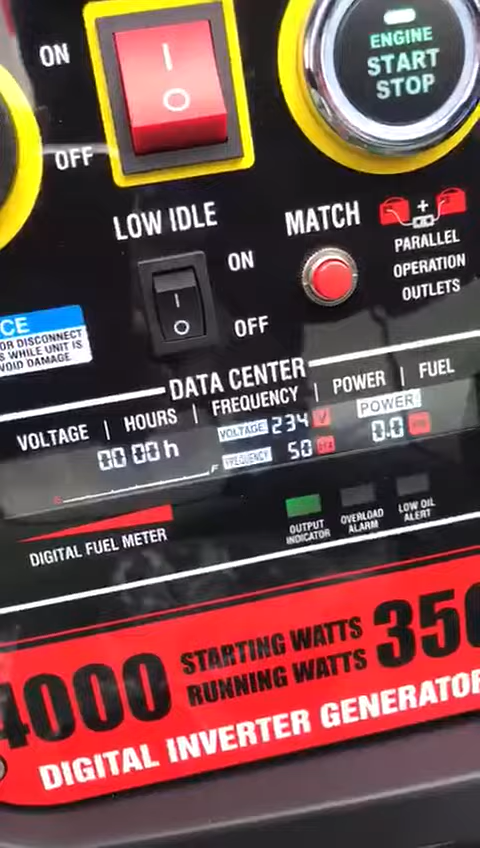 ON
OFF
ENGINE
START
STOP
LOW IDLE
ON
OFF
MATCH
+
PARALLEL
OPERATION
OUTLETS
CE
OR DISCONNECT
S WHILE UNIT IS
VOID DAMAGE
DATA CENTER
VOLTAGE | HOURS | FREQUENCY | POWER | FUEL
00 00 h
VOLTAGE 234 V
FREQUENCY 50
POWER
0.0
F
DIGITAL FUEL METER
OUTPUT
INDICATOR
OVERLOAD
ALARM
LOW OIL
ALERT
4000 STARTING WATTS
RUNNING WATTS 350
DIGITAL INVERTER GENERATOR